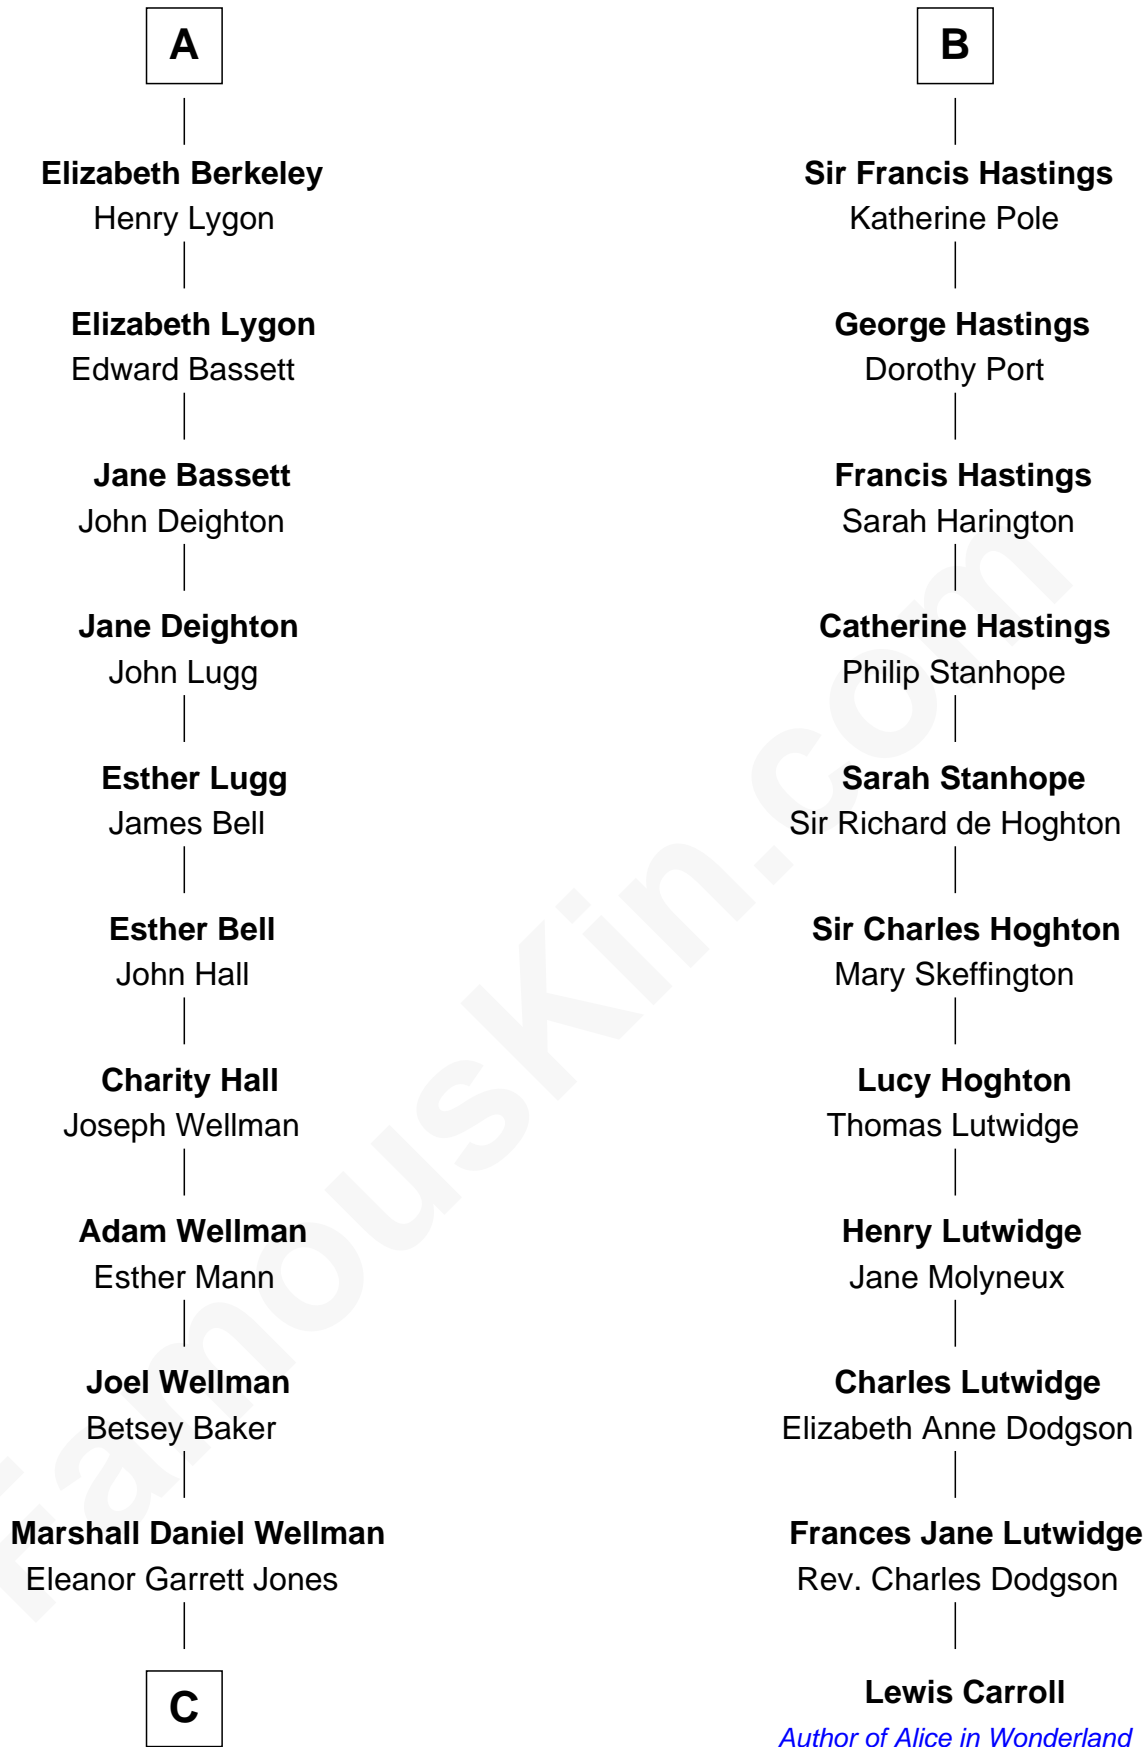 A
Elizabeth Berkeley
Henry Lygon
Elizabeth Lygon
Edward Bassett
Jane Bassett
John Deighton
Jane Deighton
John Lugg
Esther Lugg
James Bell
Esther Bell
John Hall
Charity Hall
Joseph Wellman
Adam Wellman
Esther Mann
Joel Wellman
Betsey Baker
Marshall Daniel Wellman
Eleanor Garrett Jones
C
B
Sir Francis Hastings
Katherine Pole
George Hastings
Dorothy Port
Francis Hastings
Sarah Harington
Catherine Hastings
Philip Stanhope
Sarah Stanhope
Sir Richard de Hoghton
Sir Charles Hoghton
Mary Skeffington
Lucy Hoghton
Thomas Lutwidge
Henry Lutwidge
Jane Molyneux
Charles Lutwidge
Elizabeth Anne Dodgson
Frances Jane Lutwidge
Rev. Charles Dodgson
Lewis Carroll
Author of Alice in Wonderland
FamousKin.com